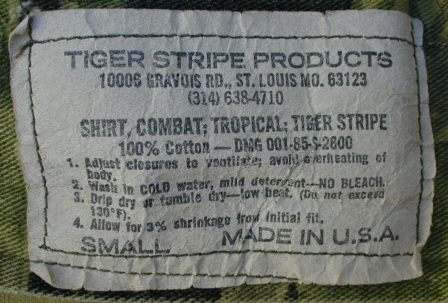 TIGER STRIPE PRODUCTS
10006 GRAVOIS RD., ST. LOUIS MO. 63123
(314) 638-4710
SHIRT, COMBAT; TROPICAL; TIGER STRIPE
100% Cotton — DMG 001-85-S-2600
1. Adjust closures to ventilate; avoid overheating of
body.
2. Wash in COLD water, mild detergent—NO BLEACH.
3. Drip dry or tumble dry—low heat. (Do not exceed
130°F).
4. Allow for 3% shrinkage from initial fit.
SMALL MADE IN U.S.A.